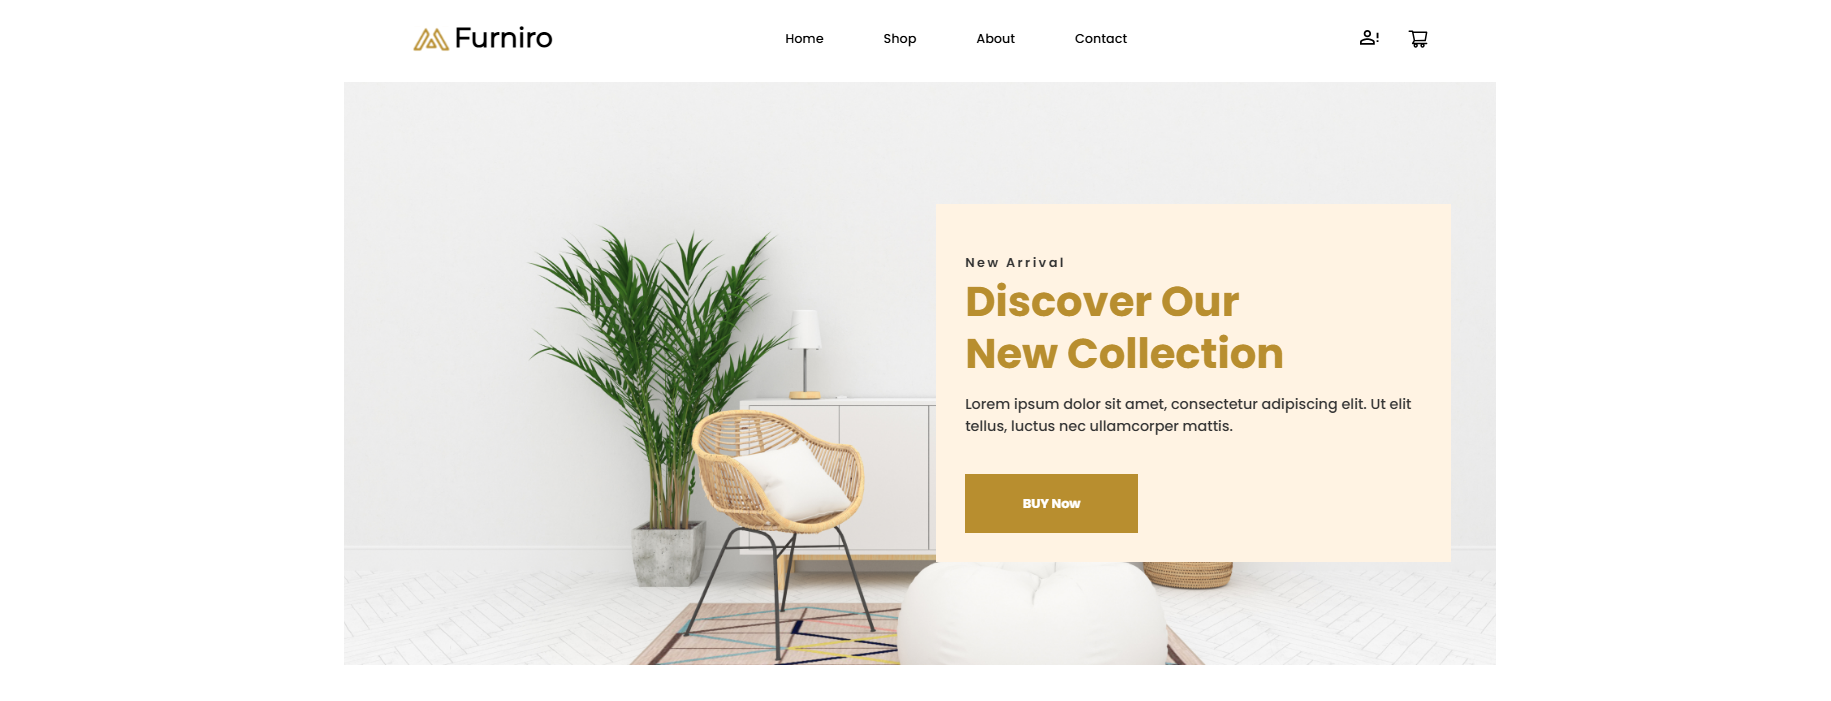 Furniro
Home
Shop
About
Contact
New Arrival
Discover Our
New Collection
Lorem ipsum dolor sit amet, consectetur adipiscing elit. Ut elit
tellus, luctus nec ullamcorper mattis.
BUY Now